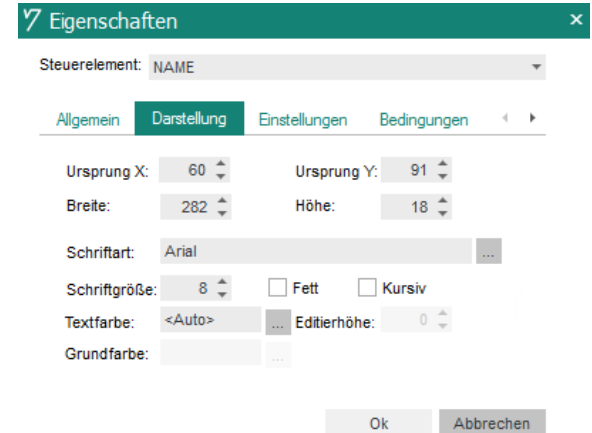 Eigenschaften
Steuerelement: NAME
Allgemein Darstellung Einstellungen Bedingungen
Ursprung X: 60 Ursprung Y: 91
Breite: 282 Höhe: 18
Schriftart: Arial ...
Schriftgröße: 8 Fett Kursiv
Textfarbe: <Auto> ... Editierhöhe: 0
Grundfarbe: ...
Ok Abbrechen